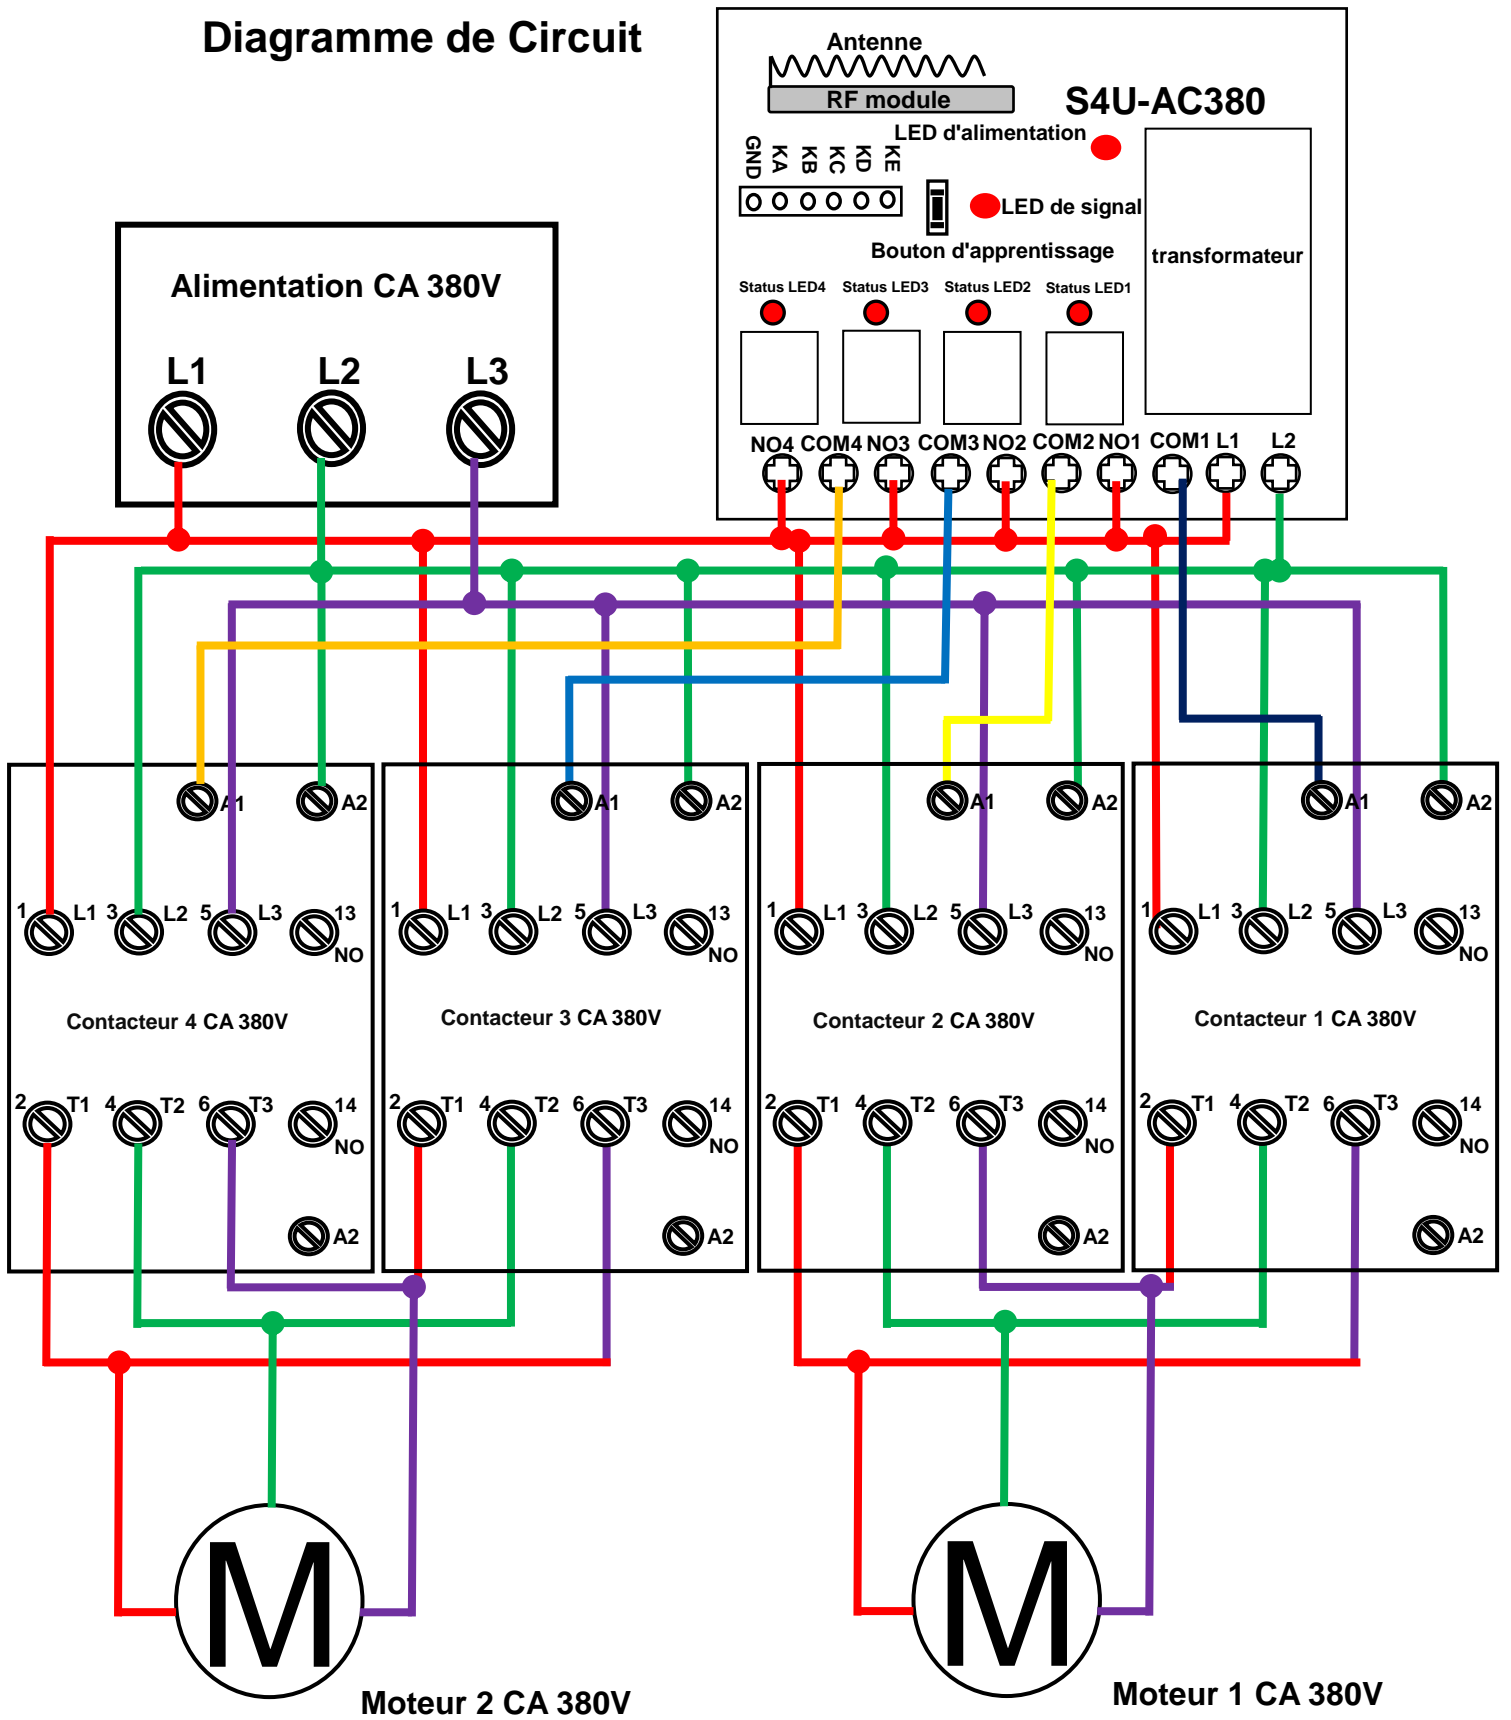 Diagramme de Circuit
Antenne
RF module
S4U-AC380
LED d'alimentation
GND KA KB KC KD KE
LED de signal
Bouton d'apprentissage
transformateur
Status LED4 Status LED3 Status LED2 Status LED1
NO4 COM4 NO3 COM3 NO2 COM2 NO1 COM1 L1 L2
Alimentation CA 380V
L1 L2 L3
A1 A2 A1 A2 A1 A2 A1 A2
1 L1 3 L2 5 L3 13 1 L1 3 L2 5 L3 13 1 L1 3 L2 5 L3 13 1 L1 3 L2 5 L3 13
NO NO NO NO
Contacteur 4 CA 380V Contacteur 3 CA 380V Contacteur 2 CA 380V Contacteur 1 CA 380V
2 T1 4 T2 6 T3 14 2 T1 4 T2 6 T3 14 2 T1 4 T2 6 T3 14 2 T1 4 T2 6 T3 14
NO NO NO NO
A2 A2 A2 A2
M M
Moteur 2 CA 380V Moteur 1 CA 380V